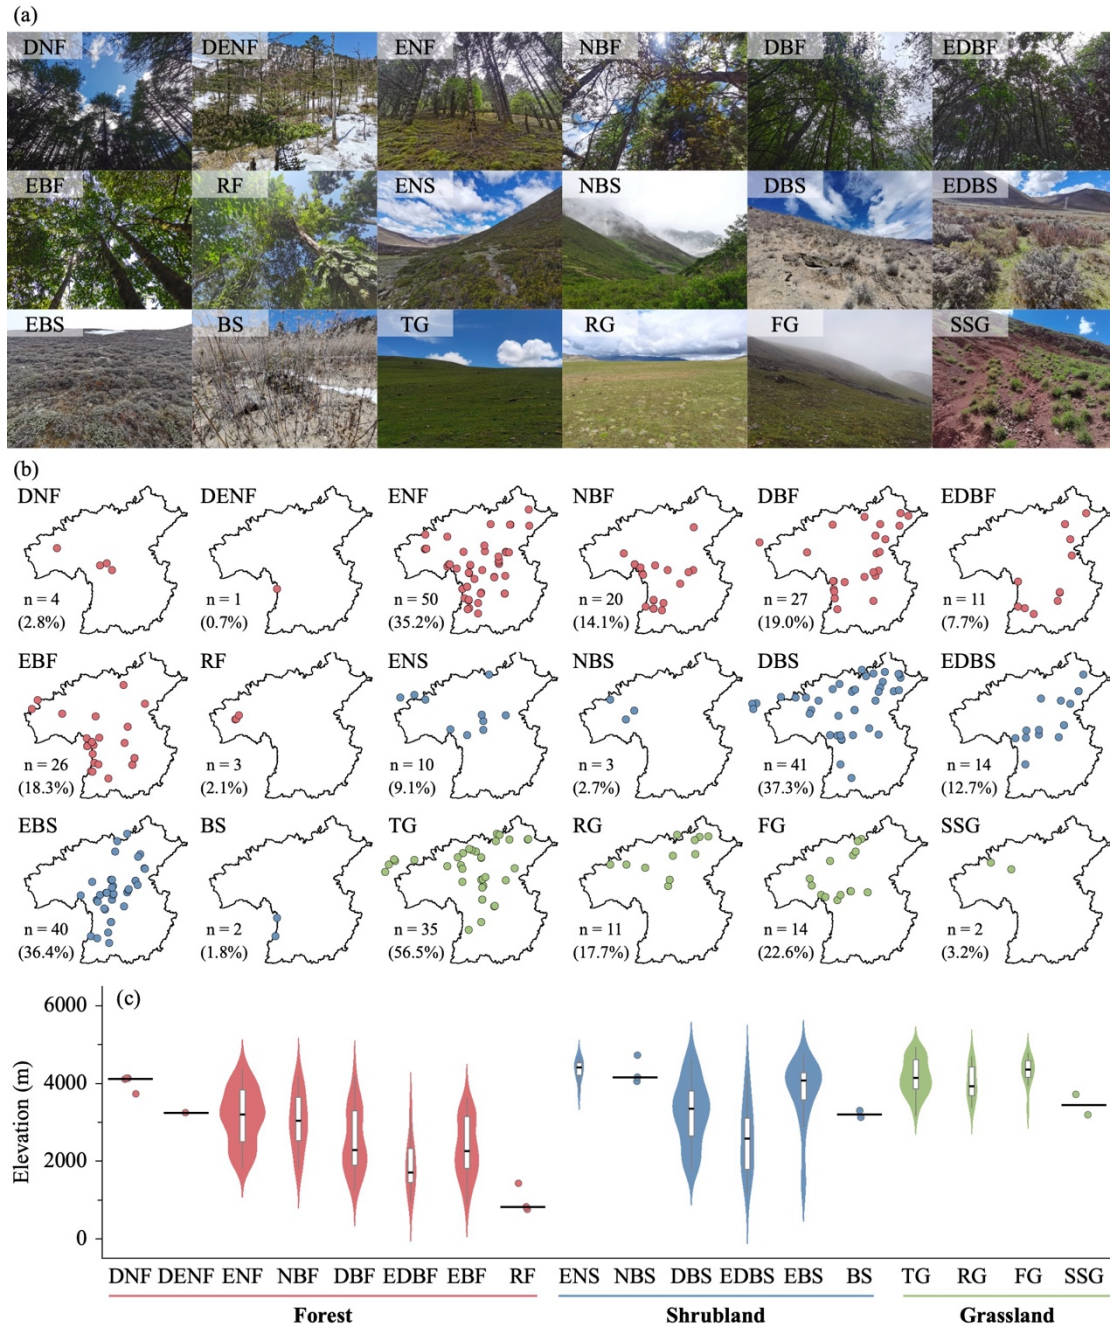 (a)
DNF DENF ENF NBF DBF EDBF
EBF RF ENS NBS DBS EDBS
EBS BS TG RG FG SSG
(b)
DNF DENF ENF NBF DBF EDBF
n = 4 n = 1 n = 50 n = 20 n = 27 n = 11
(2.8%) (0.7%) (35.2%) (14.1%) (19.0%) (7.7%)
EBF RF ENS NBS DBS EDBS
n = 26 n = 3 n = 10 n = 3 n = 41 n = 14
(18.3%) (2.1%) (9.1%) (2.7%) (37.3%) (12.7%)
EBS BS TG RG FG SSG
n = 40 n = 2 n = 35 n = 11 n = 14 n = 2
(36.4%) (1.8%) (56.5%) (17.7%) (22.6%) (3.2%)
(c)
Elevation (m)
6000
4000
2000
0
DNF DENF ENF NBF DBF EDBF EBF RF ENS NBS DBS EDBS EBS BS TG RG FG SSG
Forest Shrubland Grassland